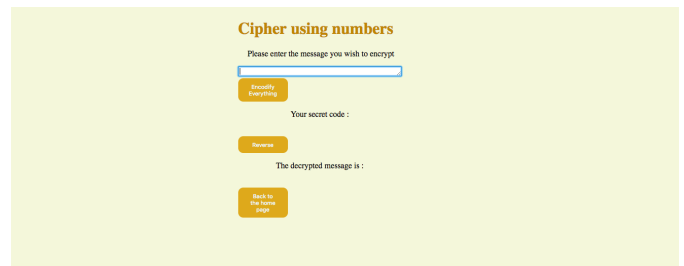 Cipher using numbers
Please enter the message you wish to encrypt
Encodify
Everything
Your secret code :
Reverse
The decrypted message is :
Back to
the home
page